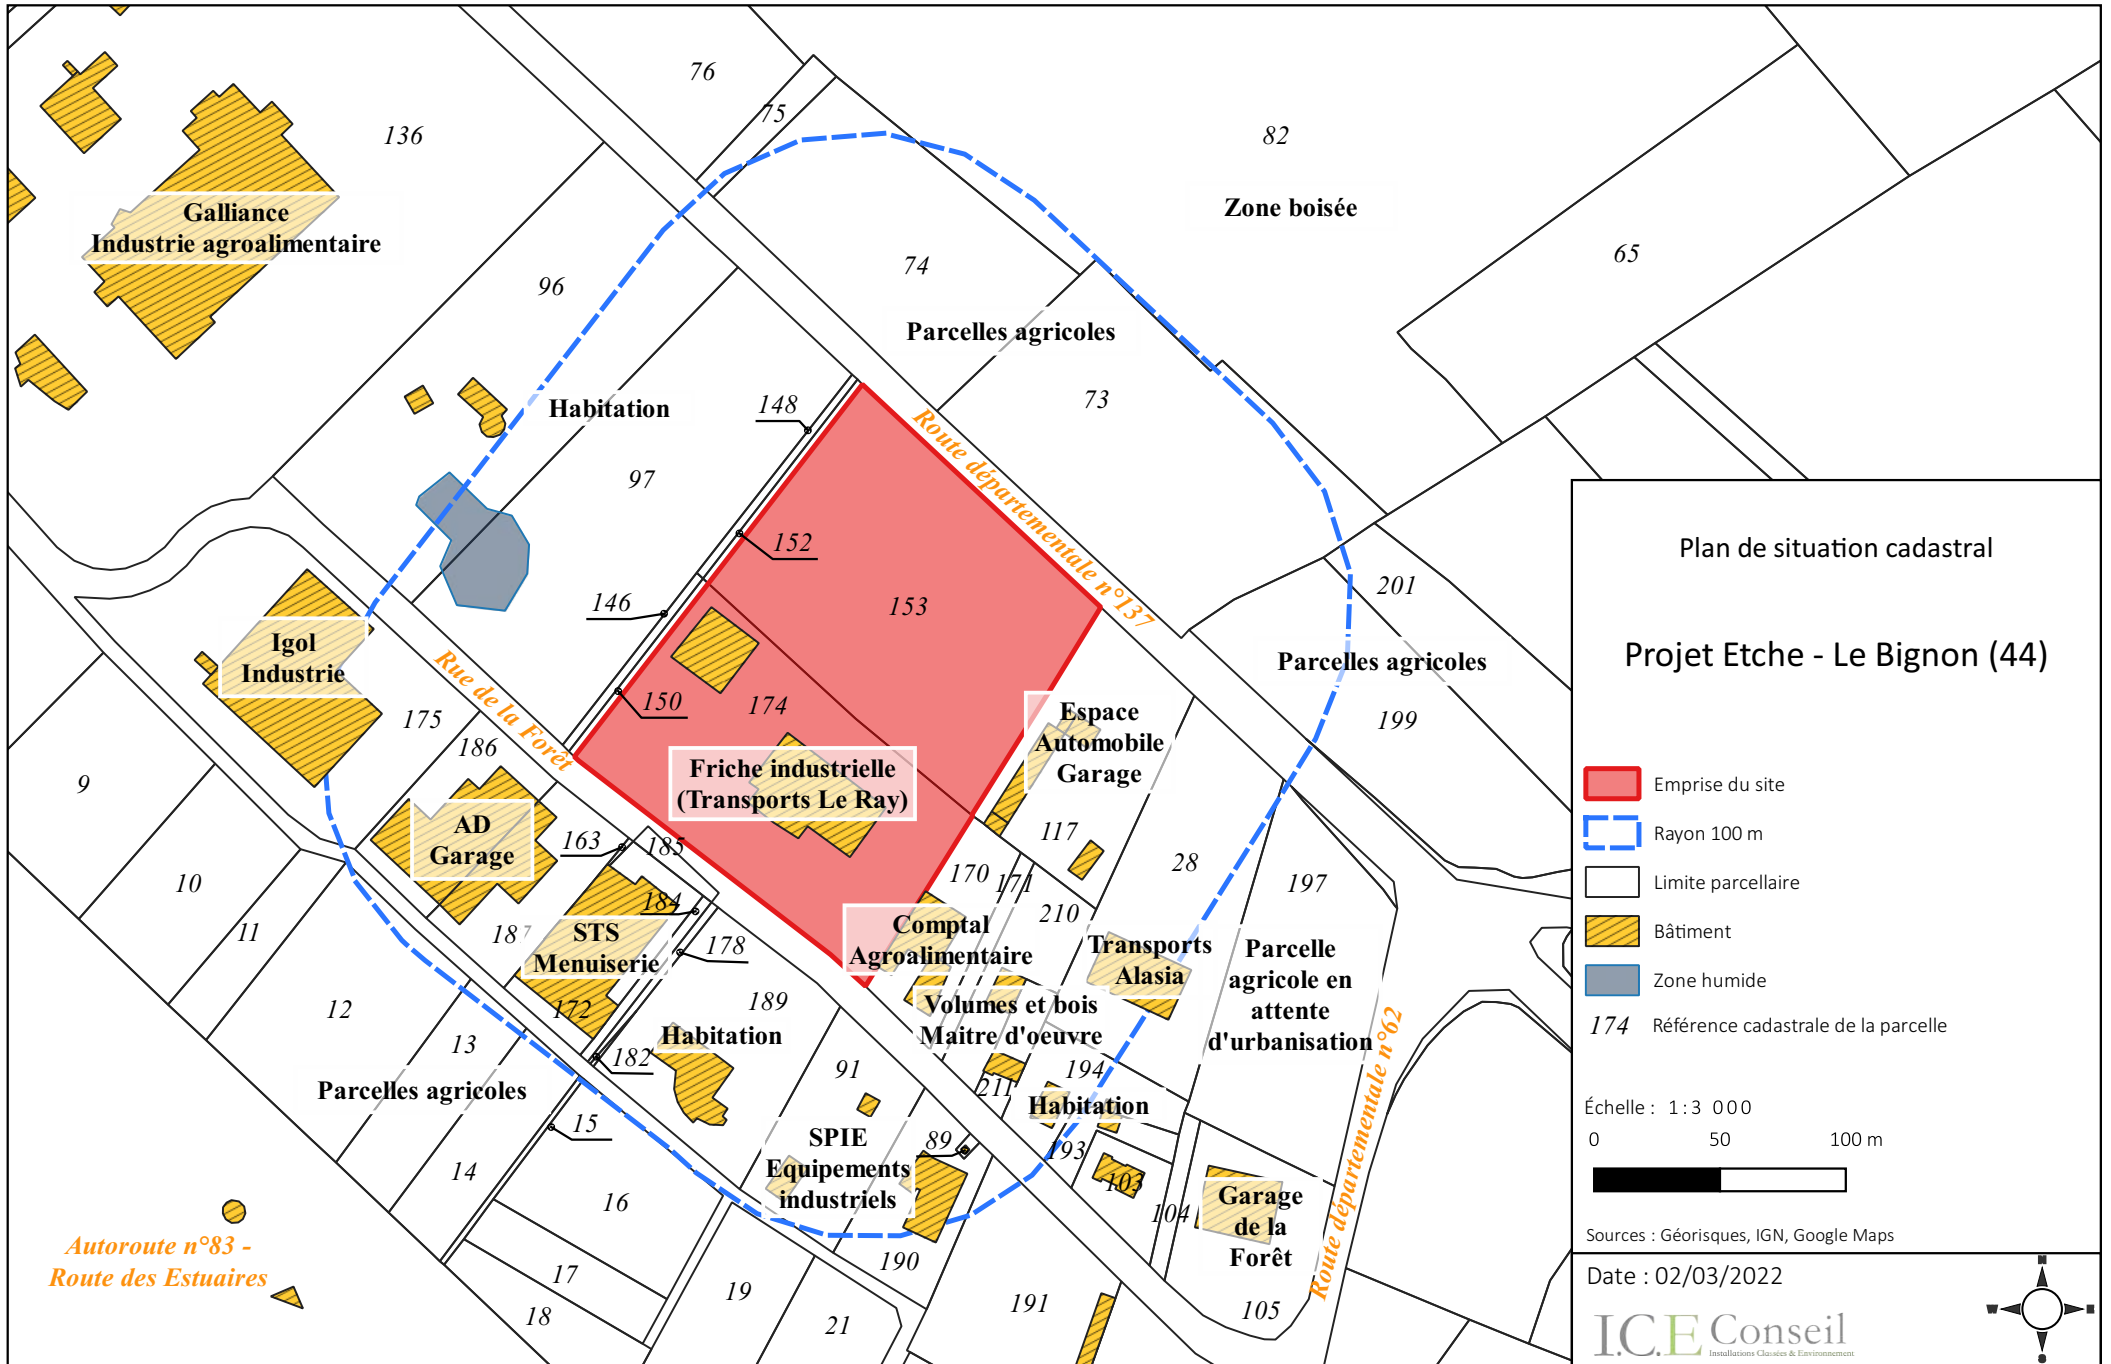 76
75
136
82
Galliance
Industrie agroalimentaire
Zone boisée
65
74
96
Parcelles agricoles
73
Habitation
148
97
Route départementale n°137
152
153
146
201
Parcelles agricoles
199
Igol
Industrie
Rue de la Forêt
150
174
175
186
Espace
Automobile
Garage
Friche industrielle
(Transports Le Ray)
9
AD
Garage
163
185
117
28
197
10
170
171
184
210
11
187
STS
Menuiserie
178
Comptal
Agroalimentaire
Transports
Alasia
Parcelle
agricole en
attente
d'urbanisation
12
172
189
Habitation
Volumes et bois
Maitre d'oeuvre
13
182
91
194
211
Parcelles agricoles
Habitation
15
SPIE
Equipements
industriels
89
193
14
103
16
104
Garage
de la
Forêt
Route départementale n°62
Autoroute n°83 -
Route des Estuaires
190
17
19
191
18
21
105
Plan de situation cadastral
Projet Etche - Le Bignon (44)
Emprise du site
Rayon 100 m
Limite parcellaire
Bâtiment
Zone humide
174 Référence cadastrale de la parcelle
Échelle : 1:3 000
0 50 100 m
Sources : Géorisques, IGN, Google Maps
Date : 02/03/2022
I.C.E Conseil
Installations Classées & Environnement
N
W E
S